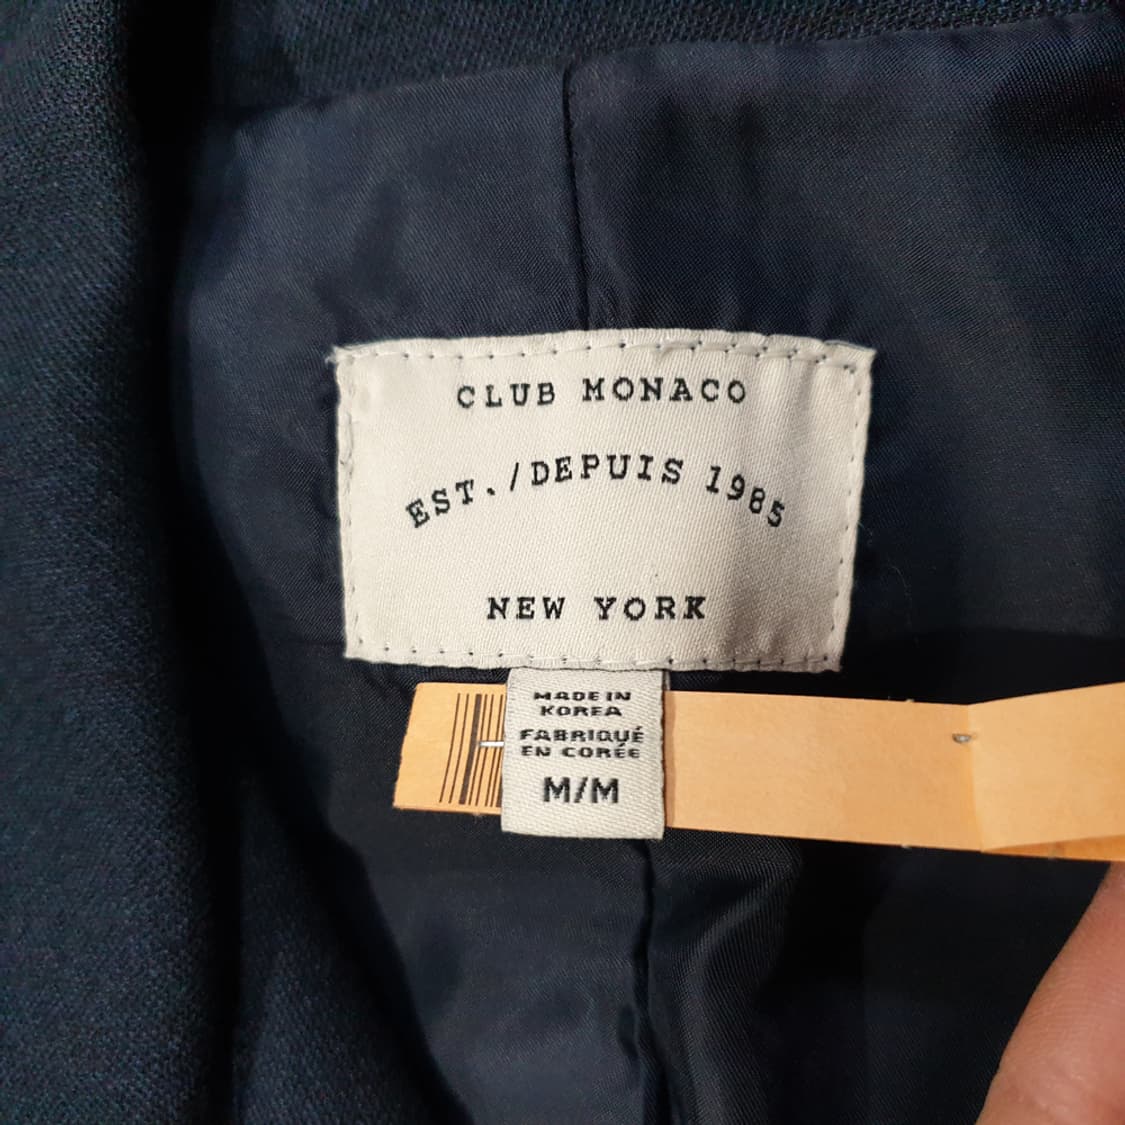 CLUB MONACO
EST./DEPUIS 1985
NEW YORK
MADE IN
KOREA
FABRIQUÉ
EN CORÉE
M/M